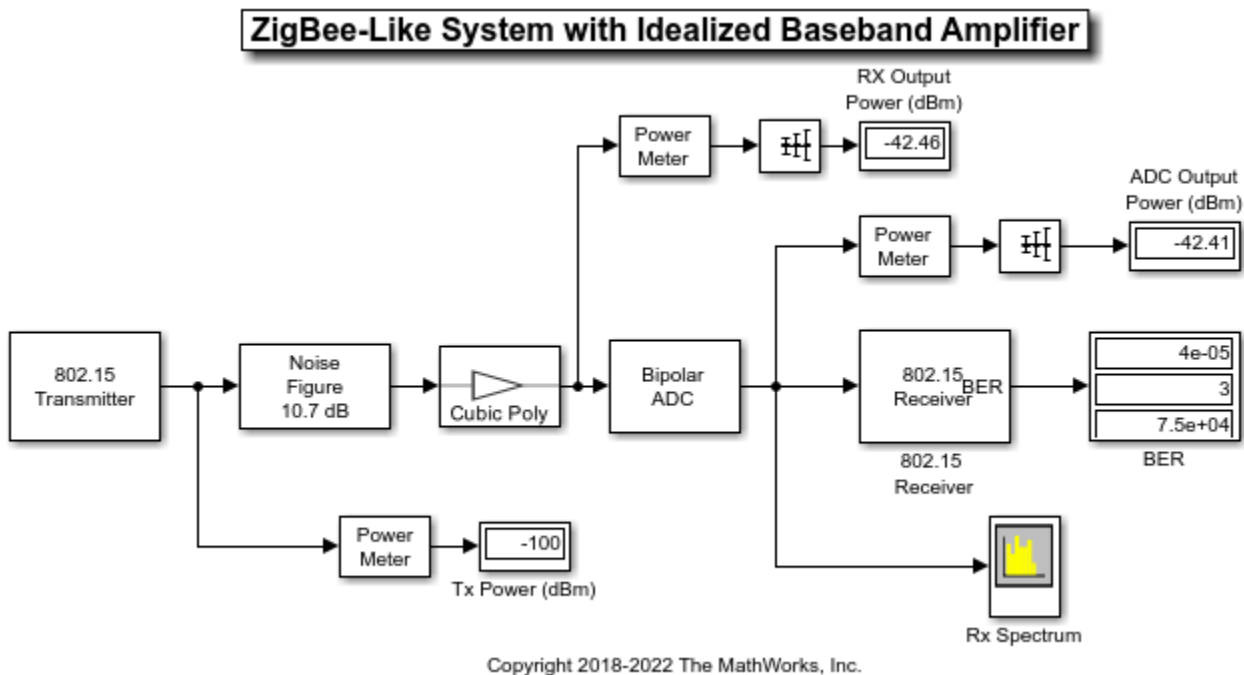 ZigBee-Like System with Idealized Baseband Amplifier
RX Output
Power (dBm)
Power
Meter
-42.46
ADC Output
Power (dBm)
Power
Meter
-42.41
802.15
Transmitter
Noise
Figure
10.7 dB
Cubic Poly
Bipolar
ADC
802.15
Receiver
BER
802.15
Receiver
4e-05
3
7.5e+04
BER
Power
Meter
-100
Tx Power (dBm)
Rx Spectrum
Copyright 2018-2022 The MathWorks, Inc.